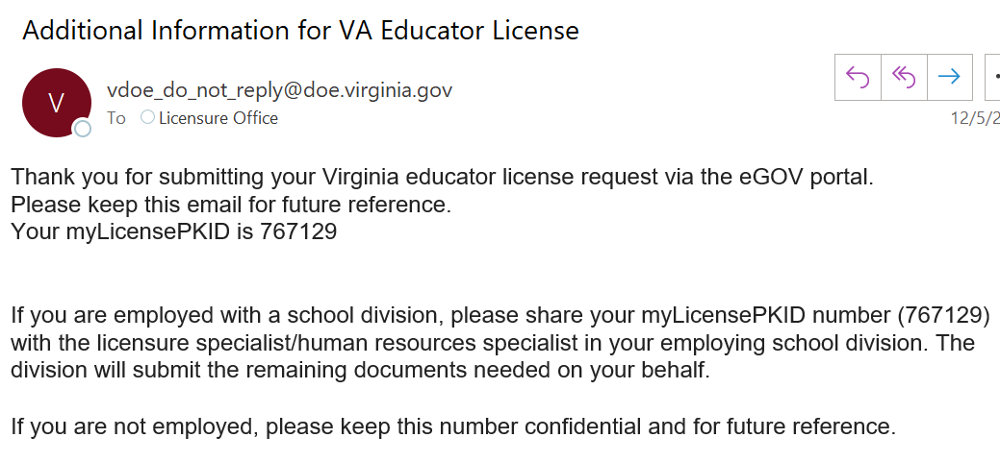 Additional Information for VA Educator License
V
vdoe_do_not_reply@doe.virginia.gov
To Licensure Office
12/5/2
Thank you for submitting your Virginia educator license request via the eGOV portal.
Please keep this email for future reference.
Your myLicensePKID is 767129
If you are employed with a school division, please share your myLicensePKID number (767129)
with the licensure specialist/human resources specialist in your employing school division. The
division will submit the remaining documents needed on your behalf.
If you are not employed, please keep this number confidential and for future reference.